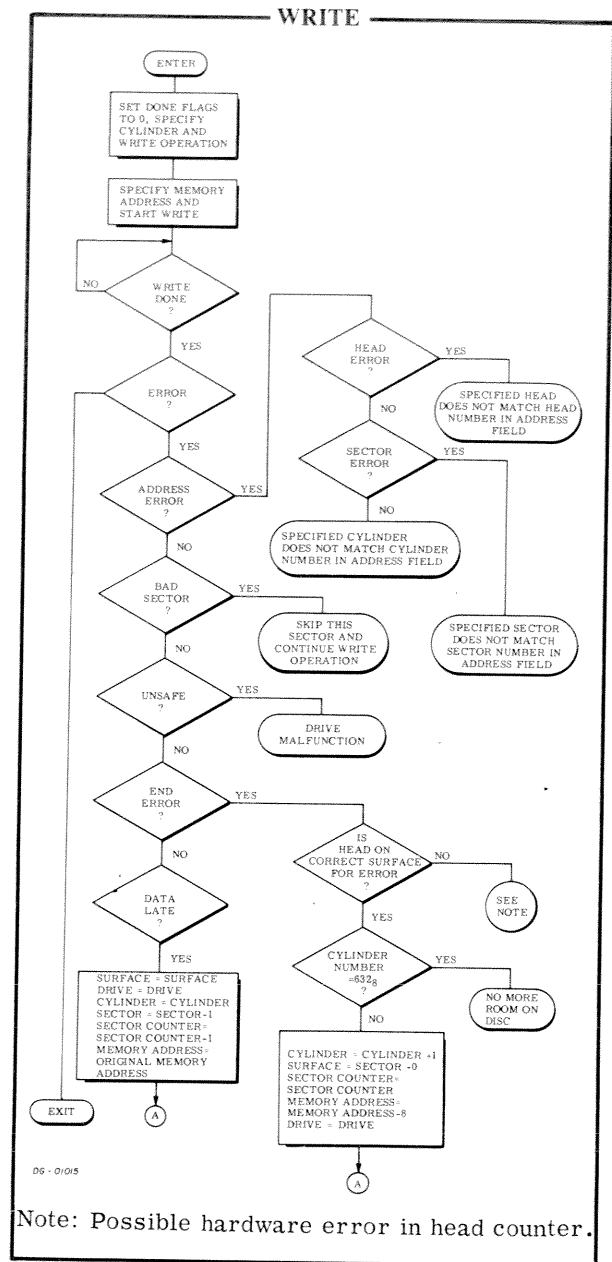 WRITE
ENTER
SET DONE FLAGS
TO 0, SPECIFY
CYLINDER AND
WRITE OPERATION
SPECIFY MEMORY
ADDRESS AND
START WRITE
NO
WRITE
DONE
?
YES
ERROR
?
YES
ADDRESS
ERROR
?
YES
HEAD
ERROR
?
YES
SPECIFIED HEAD
DOES NOT MATCH HEAD
NUMBER IN ADDRESS
FIELD
NO
SECTOR
ERROR
?
YES
NO
SPECIFIED CYLINDER
DOES NOT MATCH CYLINDER
NUMBER IN ADDRESS FIELD
SPECIFIED SECTOR
DOES NOT MATCH
SECTOR NUMBER IN
ADDRESS FIELD
NO
BAD
SECTOR
?
YES
SKIP THIS
SECTOR AND
CONTINUE WRITE
OPERATION
NO
UNSAFE
?
YES
DRIVE
MALFUNCTION
NO
END
ERROR
?
YES
IS
HEAD ON
CORRECT SURFACE
FOR ERROR
?
NO
SEE
NOTE
YES
CYLINDER
NUMBER
=632₈
?
YES
NO MORE
ROOM ON
DISC
NO
CYLINDER = CYLINDER +1
SURFACE = SECTOR -0
SECTOR COUNTER=
SECTOR COUNTER
MEMORY ADDRESS=
MEMORY ADDRESS-8
DRIVE = DRIVE
A
NO
DATA
LATE
?
YES
SURFACE = SURFACE
DRIVE = DRIVE
CYLINDER = CYLINDER
SECTOR = SECTOR-1
SECTOR COUNTER=
SECTOR COUNTER-1
MEMORY ADDRESS=
ORIGINAL MEMORY
ADDRESS
A
EXIT
DG - 01015
Note: Possible hardware error in head counter.